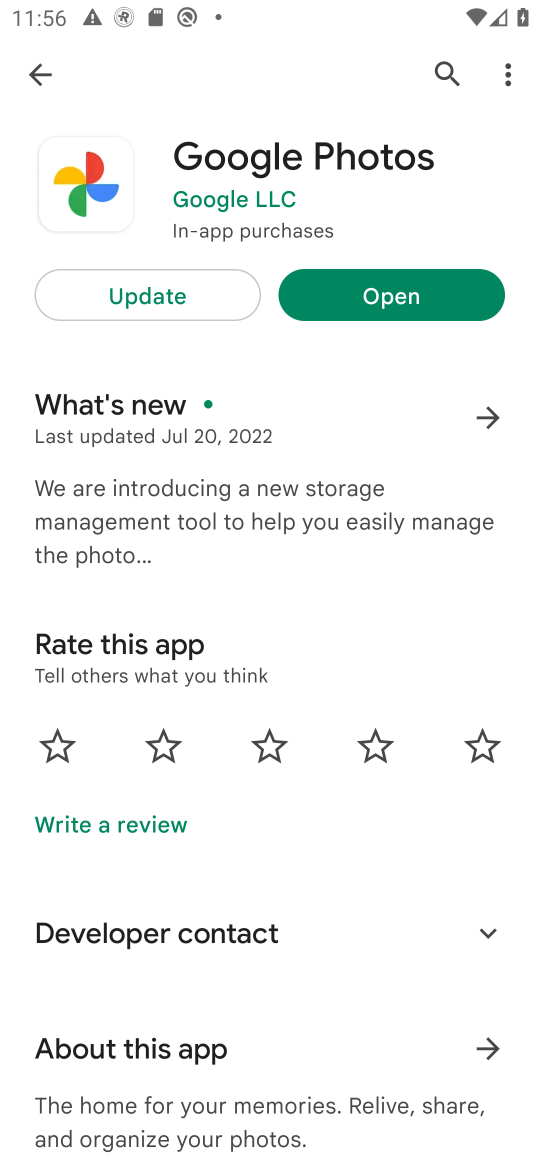 11:56
Google Photos
Google LLC
In-app purchases
Update
Open
What's new
Last updated Jul 20, 2022
We are introducing a new storage
management tool to help you easily manage
the photo...
Rate this app
Tell others what you think
Write a review
Developer contact
About this app
The home for your memories. Relive, share,
and organize your photos.